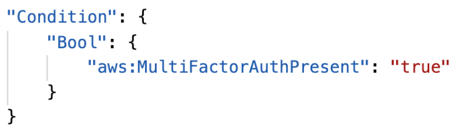 "Condition": {
    "Bool": {
        "aws:MultiFactorAuthPresent": "true"
    }
}